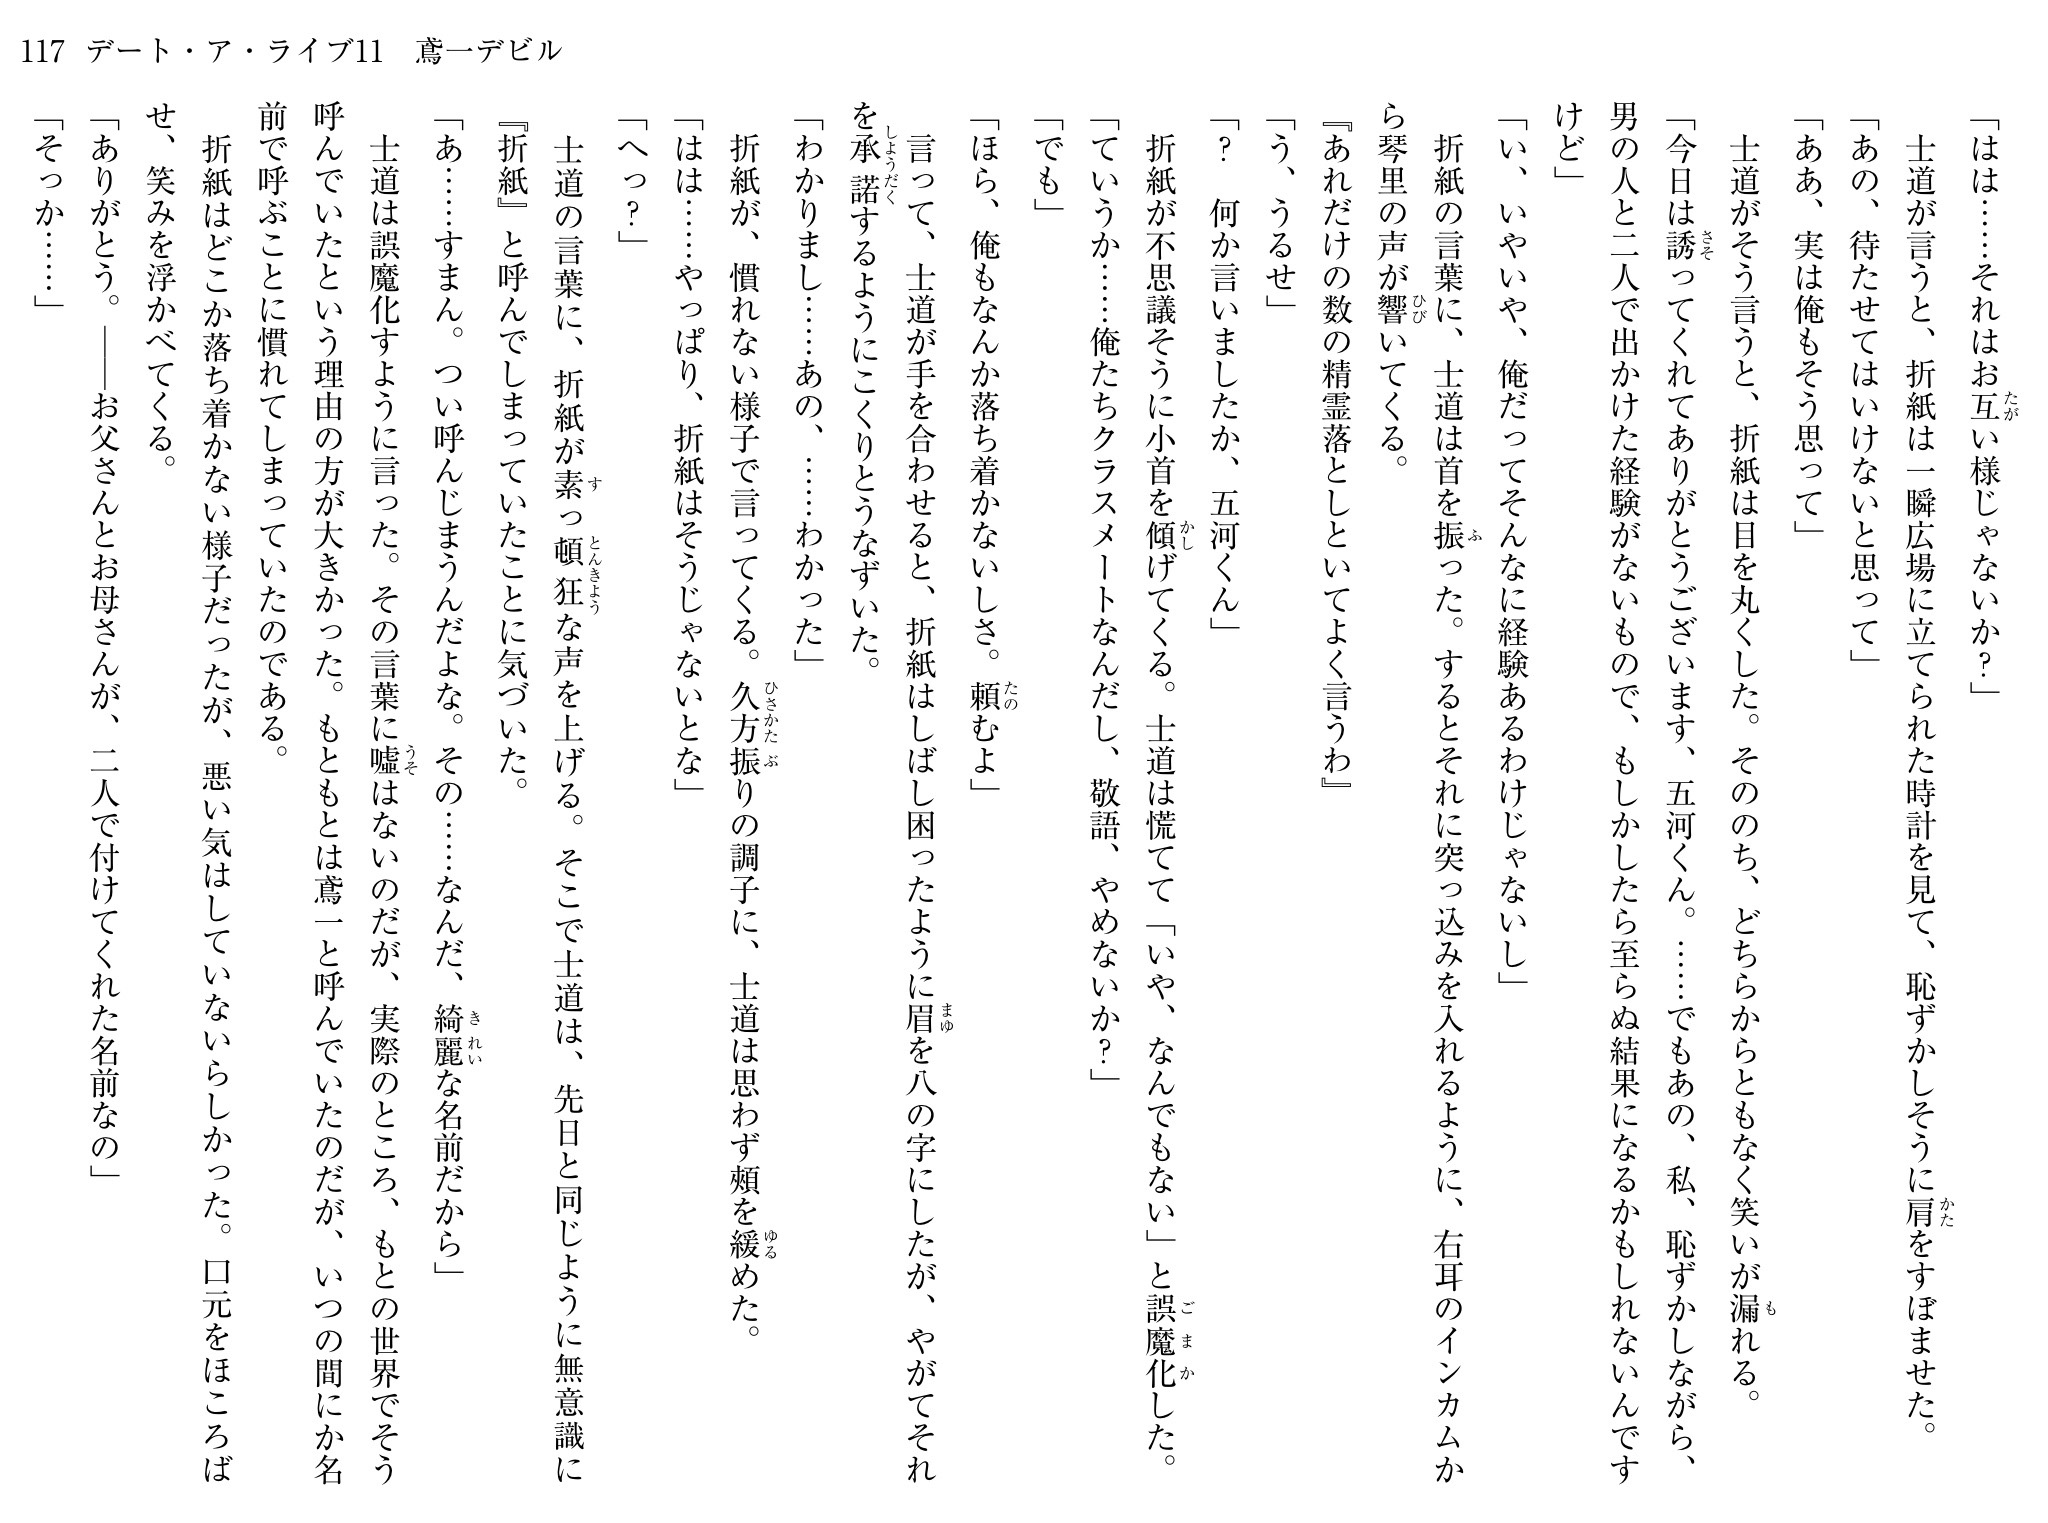 117 デート・ア・ライブ11 鳶一デビル
「はは……それはお互い様じゃないか?」
士道が言うと、折紙は一瞬広場に立てられた時計を見て、恥ずかしそうに肩をすぼませた。
「あの、待たせてはいけないと思って」
「ああ、実は俺もそう思って」
士道がそう言うと、折紙は目を丸くした。そののち、どちらからともなく笑いが漏れる。
「今日は誘ってくれてありがとうございます、五河くん。……でもあの、私、恥ずかしながら、
男の人と二人で出かけた経験がないもので、もしかしたら至らぬ結果になるかもしれないんです
けど」
「い、いやいや、俺だってそんなに経験あるわけじゃないし」
折紙の言葉に、士道は首を振った。するとそれに突っ込みを入れるように、右耳のインカムか
ら琴里の声が響いてくる。
『あれだけの数の精霊落としといてよく言うわ』
「う、うるせ」
「? 何か言いましたか、五河くん」
折紙が不思議そうに小首を傾げてくる。士道は慌てて「いや、なんでもない」と誤魔化した。
「ていうか……俺たちクラスメートなんだし、敬語、やめないか?」
「でも」
「ほら、俺もなんか落ち着かないしさ。頼むよ」
言って、士道が手を合わせると、折紙はしばし困ったように眉を八の字にしたが、やがてそれ
を承諾するようにこくりとうなずいた。
「わかりまし……あの、……わかった」
折紙が、慣れない様子で言ってくる。久方振りの調子に、士道は思わず頰を緩めた。
「はは……やっぱり、折紙はそうじゃないとな」
「へっ?」
士道の言葉に、折紙が素っ頓狂な声を上げる。そこで士道は、先日と同じように無意識に
『折紙』と呼んでしまっていたことに気づいた。
「あ……すまん。つい呼んじまうんだよな。その……なんだ、綺麗な名前だから」
士道は誤魔化すように言った。その言葉に噓はないのだが、実際のところ、もとの世界でそう
呼んでいたという理由の方が大きかった。もともとは鳶一と呼んでいたのだが、いつの間にか名
前で呼ぶことに慣れてしまっていたのである。
折紙はどこか落ち着かない様子だったが、悪い気はしていないらしかった。口元をほころば
せ、笑みを浮かべてくる。
「ありがとう。――お父さんとお母さんが、二人で付けてくれた名前なの」
「そっか……」